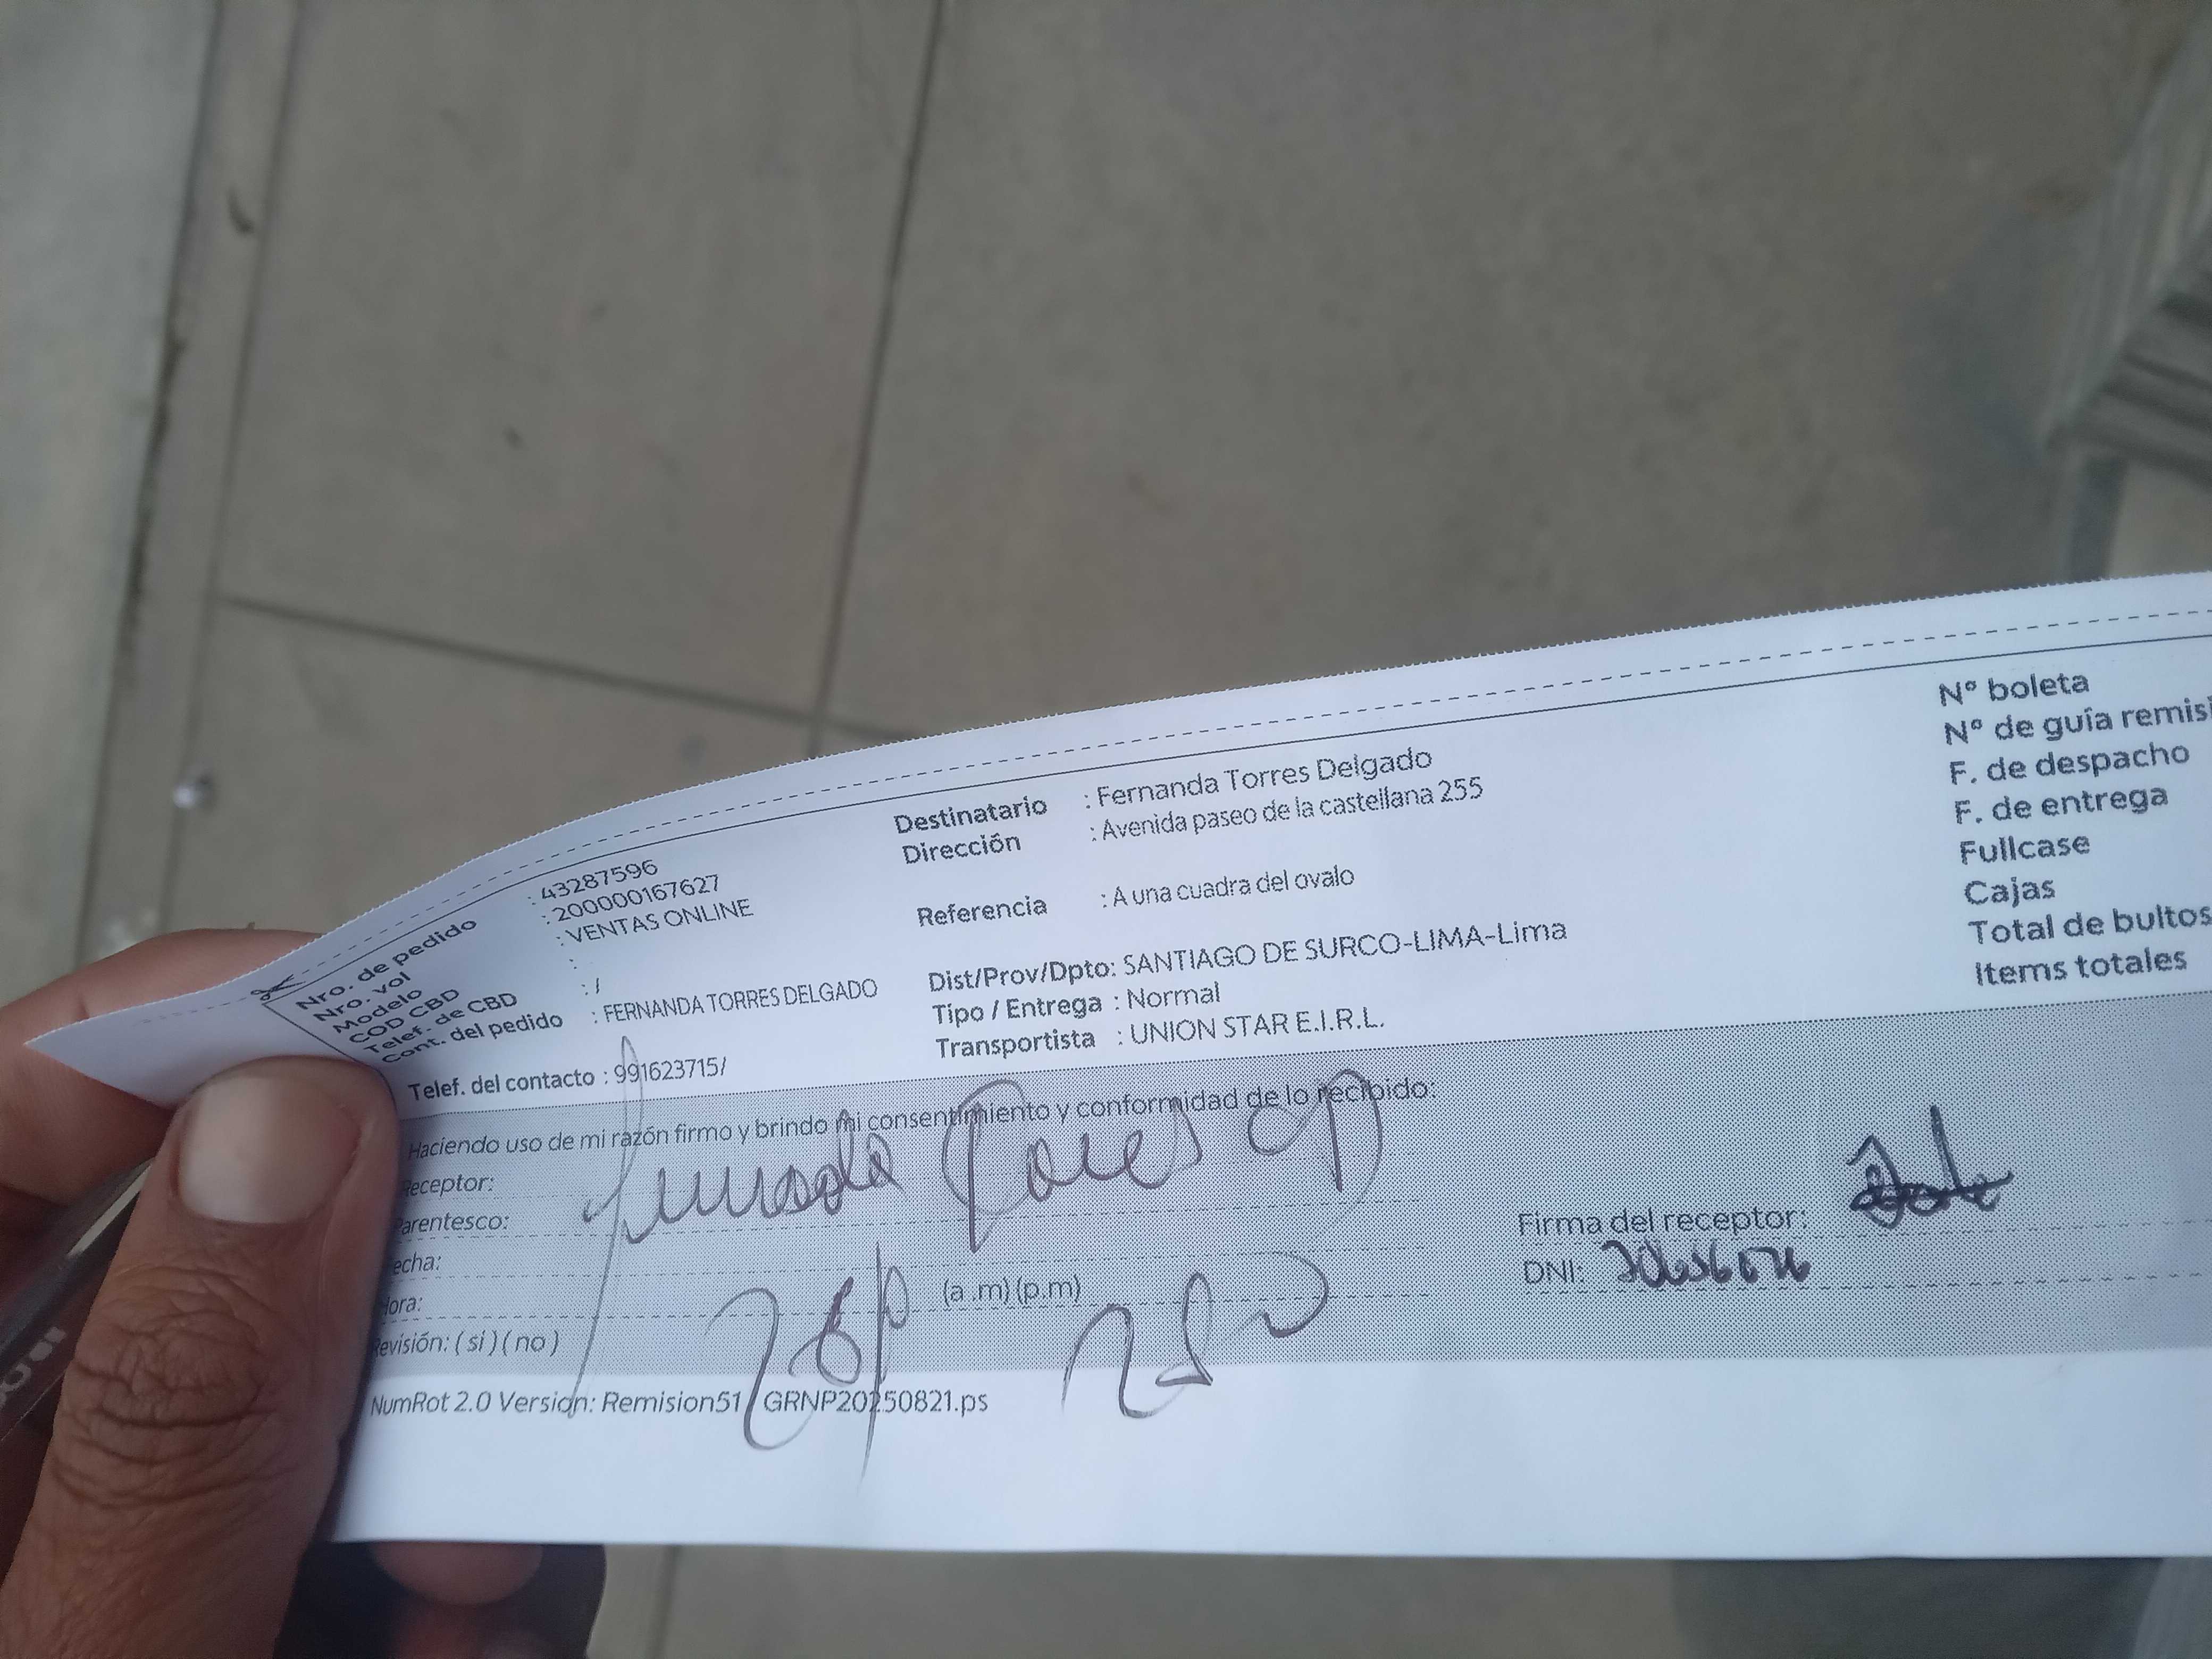 Nro. de pedido : 43287596
Nro. vol : 200000167627
Modelo : VENTAS ONLINE
COD CBD :
Telef. de CBD : /
Cont. del pedido : FERNANDA TORRES DELGADO
Telef. del contacto : 991623715/
Destinatario : Fernanda Torres Delgado
Dirección : Avenida paseo de la castellana 255
Referencia : A una cuadra del ovalo
Dist/Prov/Dpto: SANTIAGO DE SURCO-LIMA-Lima
Tipo / Entrega : Normal
Transportista : UNION STAR E.I.R.L.
N° boleta
N° de guía remisi
F. de despacho
F. de entrega
Fullcase
Cajas
Total de bultos
Items totales
Haciendo uso de mi razón firmo y brindo mi consentimiento y conformidad de lo recibido:
Receptor:
Parentesco:
echa:
Hora: (a .m) (p.m)
Revisión: ( si ) ( no )
Firma del receptor:
DNI:
NumRot 2.0 Version: Remision51 GRNP20250821.ps